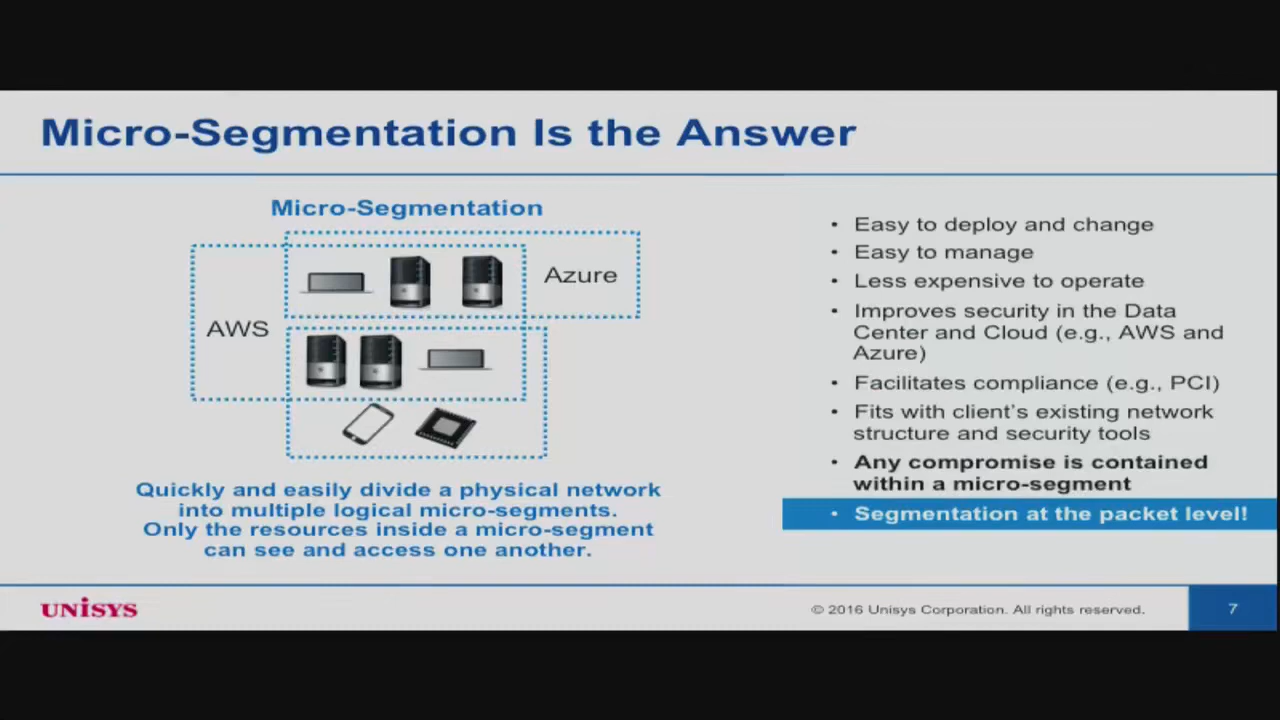 Micro-Segmentation Is the Answer
Micro-Segmentation
Azure
AWS
Quickly and easily divide a physical network
into multiple logical micro-segments.
Only the resources inside a micro-segment
can see and access one another.
• Easy to deploy and change
• Easy to manage
• Less expensive to operate
• Improves security in the Data
Center and Cloud (e.g., AWS and
Azure)
• Facilitates compliance (e.g., PCI)
• Fits with client's existing network
structure and security tools
• Any compromise is contained
within a micro-segment
• Segmentation at the packet level!
UNISYS
© 2016 Unisys Corporation. All rights reserved.
7